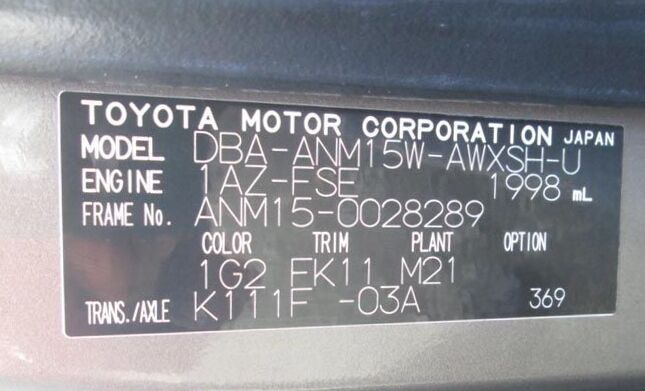 TOYOTA MOTOR CORPORATION JAPAN
MODEL DBA-ANM15W-AWXSH-U
ENGINE 1AZ-FSE 1998 mL
FRAME No. ANM15-0028289
COLOR TRIM PLANT OPTION
1G2 FK11 M21
TRANS./AXLE K111F -03A 369